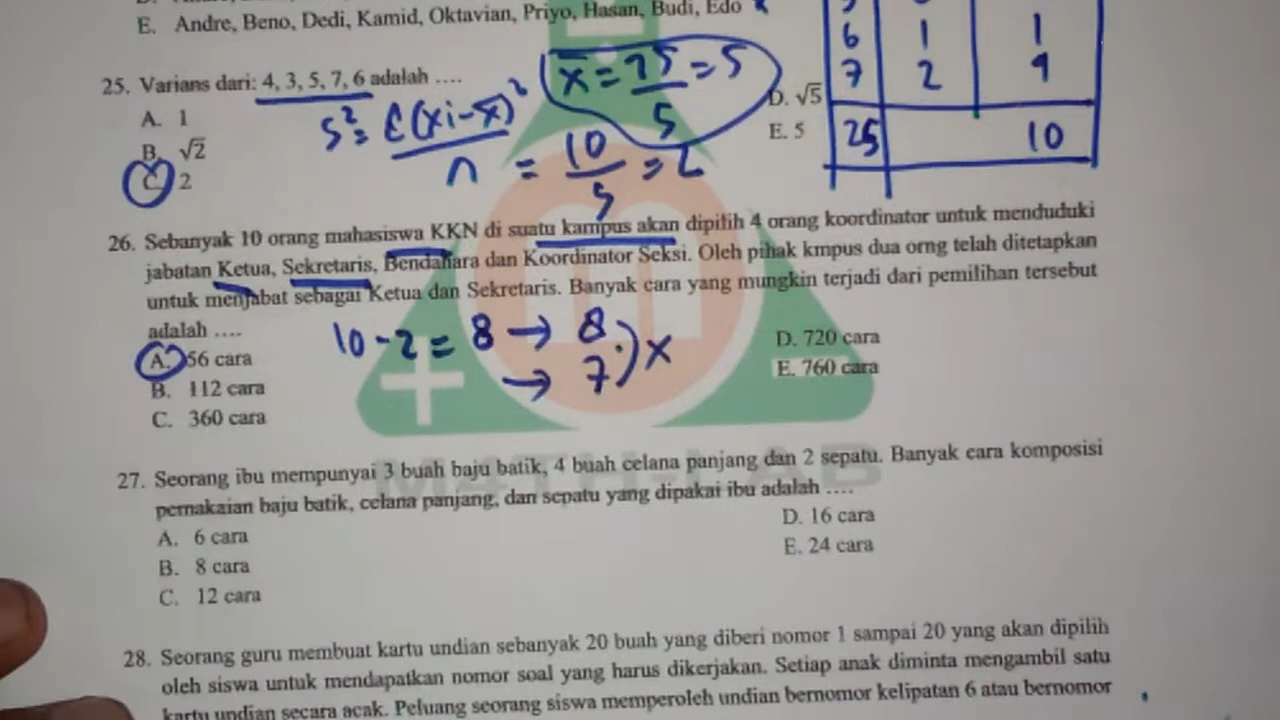 E. Andre, Beno, Dedi, Kamid, Oktavian, Priyo, Hasan, Budi, Edo
6 1 1
7 2 9
25 10
25. Varians dari: 4, 3, 5, 7, 6 adalah ....
A. 1
B. √2
C. 2
D. √5
E. 5
x̄ = 25/5 = 5
S² = Σ(xi-x̄)²/n = 10/5 = 2
26. Sebanyak 10 orang mahasiswa KKN di suatu kampus akan dipilih 4 orang koordinator untuk menduduki
jabatan Ketua, Sekretaris, Bendahara dan Koordinator Seksi. Oleh pihak kmpus dua orng telah ditetapkan
untuk menjabat sebagai Ketua dan Sekretaris. Banyak cara yang mungkin terjadi dari pemilihan tersebut
adalah ....
10 - 2 = 8 → 8
→ 7 ) x
A. 56 cara
B. 112 cara
C. 360 cara
D. 720 cara
E. 760 cara
M4TH-LAB
27. Seorang ibu mempunyai 3 buah baju batik, 4 buah celana panjang dan 2 sepatu. Banyak cara komposisi
pemakaian baju batik, celana panjang, dan sepatu yang dipakai ibu adalah ....
A. 6 cara
B. 8 cara
C. 12 cara
D. 16 cara
E. 24 cara
28. Seorang guru membuat kartu undian sebanyak 20 buah yang diberi nomor 1 sampai 20 yang akan dipilih
oleh siswa untuk mendapatkan nomor soal yang harus dikerjakan. Setiap anak diminta mengambil satu
kartu undian secara acak. Peluang seorang siswa memperoleh undian bernomor kelipatan 6 atau bernomor